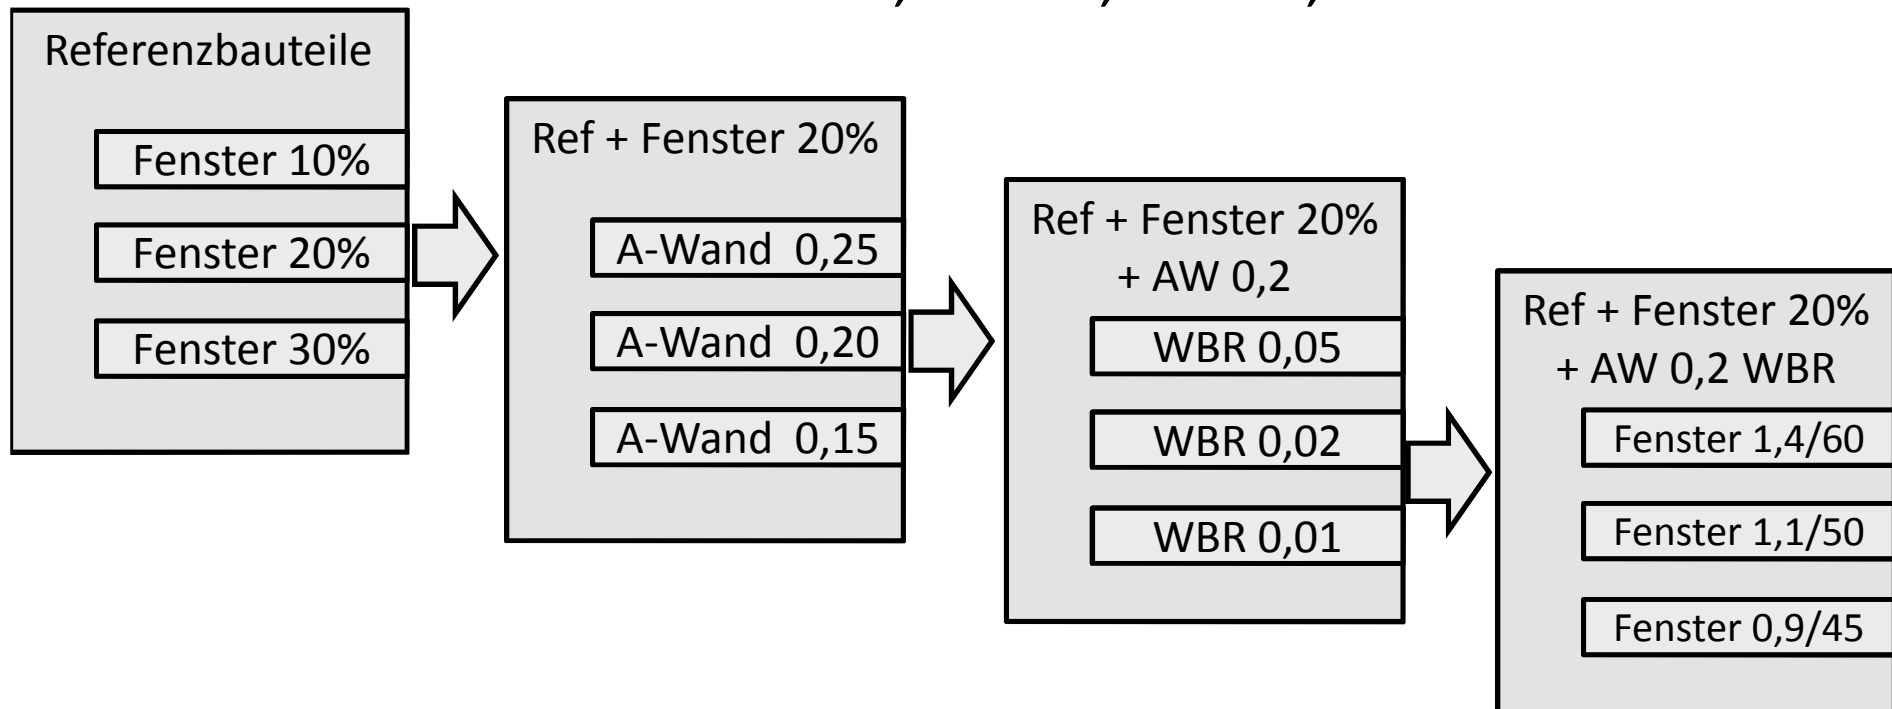 Referenzbauteile
Fenster 10%
Fenster 20%
Fenster 30%
Ref + Fenster 20%
A-Wand 0,25
A-Wand 0,20
A-Wand 0,15
Ref + Fenster 20%
+ AW 0,2
WBR 0,05
WBR 0,02
WBR 0,01
Ref + Fenster 20%
+ AW 0,2 WBR
Fenster 1,4/60
Fenster 1,1/50
Fenster 0,9/45